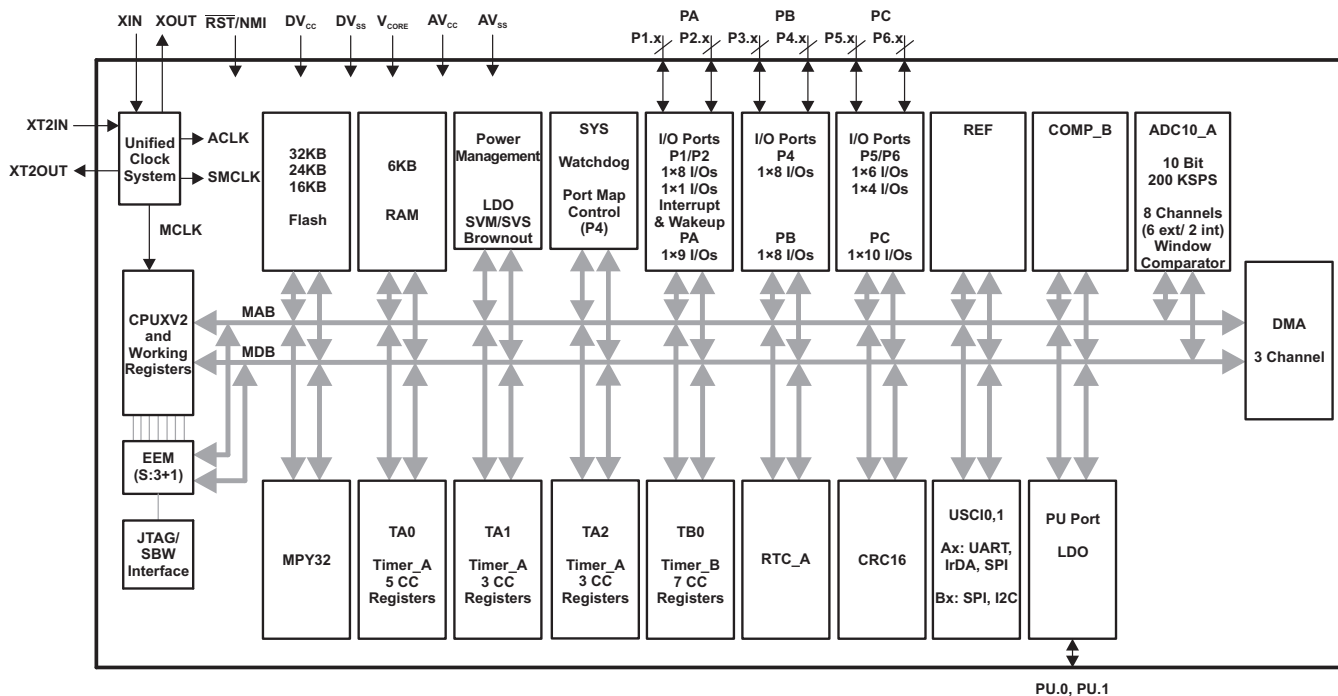 XIN XOUT RST/NMI DVCC DVSS VCORE AVCC AVSS PA PB PC
P1.x P2.x P3.x P4.x P5.x P6.x
XT2IN
XT2OUT
Unified
Clock
System
ACLK
SMCLK
MCLK
32KB
24KB
16KB
Flash
6KB
RAM
Power
Management
LDO
SVM/SVS
Brownout
SYS
Watchdog
Port Map
Control
(P4)
I/O Ports
P1/P2
1×8 I/Os
1×1 I/Os
Interrupt
& Wakeup
PA
1×9 I/Os
I/O Ports
P4
1×8 I/Os
PB
1×8 I/Os
I/O Ports
P5/P6
1×6 I/Os
1×4 I/Os
PC
1×10 I/Os
REF
COMP_B
ADC10_A
10 Bit
200 KSPS
8 Channels
(6 ext/ 2 int)
Window
Comparator
CPUXV2
and
Working
Registers
MAB
MDB
DMA
3 Channel
EEM
(S:3+1)
JTAG/
SBW
Interface
MPY32
TA0
Timer_A
5 CC
Registers
TA1
Timer_A
3 CC
Registers
TA2
Timer_A
3 CC
Registers
TB0
Timer_B
7 CC
Registers
RTC_A
CRC16
USCI0,1
Ax: UART,
IrDA, SPI
Bx: SPI, I2C
PU Port
LDO
PU.0, PU.1